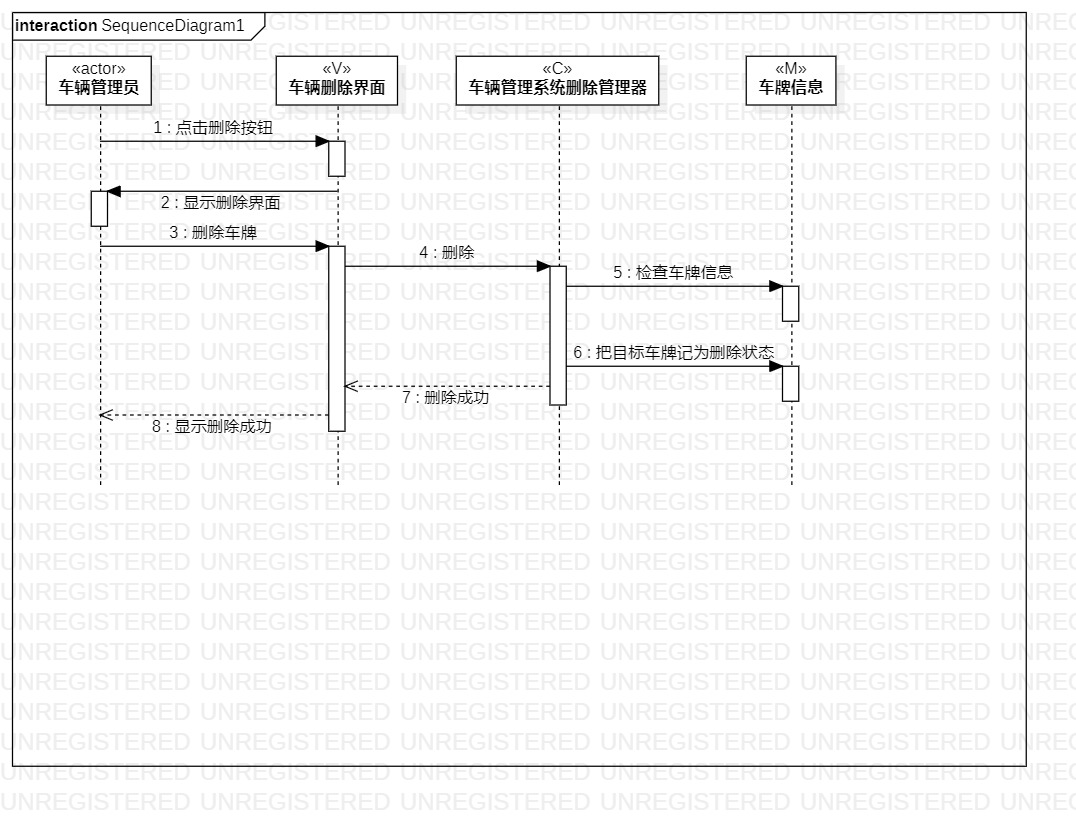 interaction SequenceDiagram1
«actor»
车辆管理员
«V»
车辆删除界面
«C»
车辆管理系统删除管理器
«M»
车牌信息
1 : 点击删除按钮
2 : 显示删除界面
3 : 删除车牌
4 : 删除
5 : 检查车牌信息
6 : 把目标车牌记为删除状态
7 : 删除成功
8 : 显示删除成功
UNREGISTERED UNREGISTERED UNREGISTERED UNREGISTERED UNREGISTERED